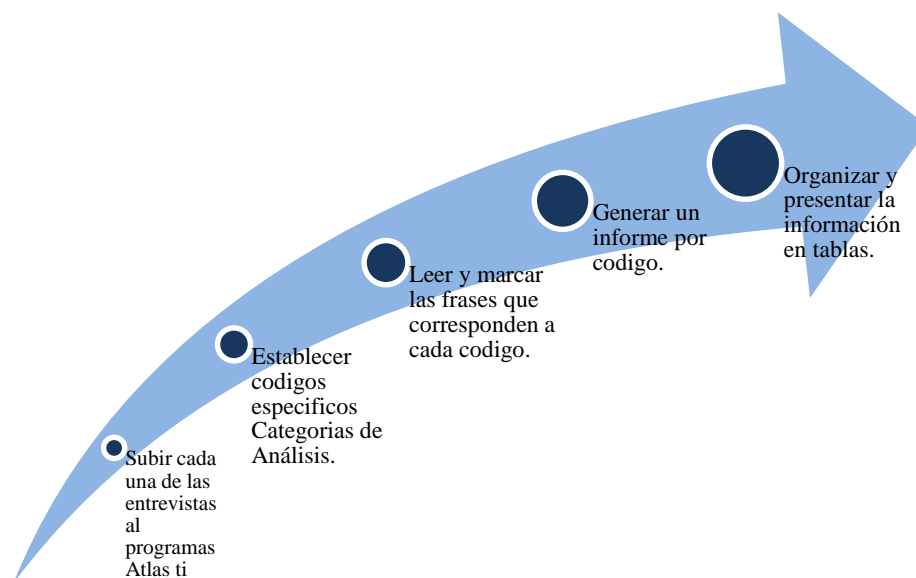 Subir cada
una de las
entrevistas
al
programas
Atlas ti
Establecer
codigos
especificos
Categorias de
Análisis.
Leer y marcar
las frases que
corresponden a
cada codigo.
Generar un
informe por
codigo.
Organizar y
presentar la
información
en tablas.